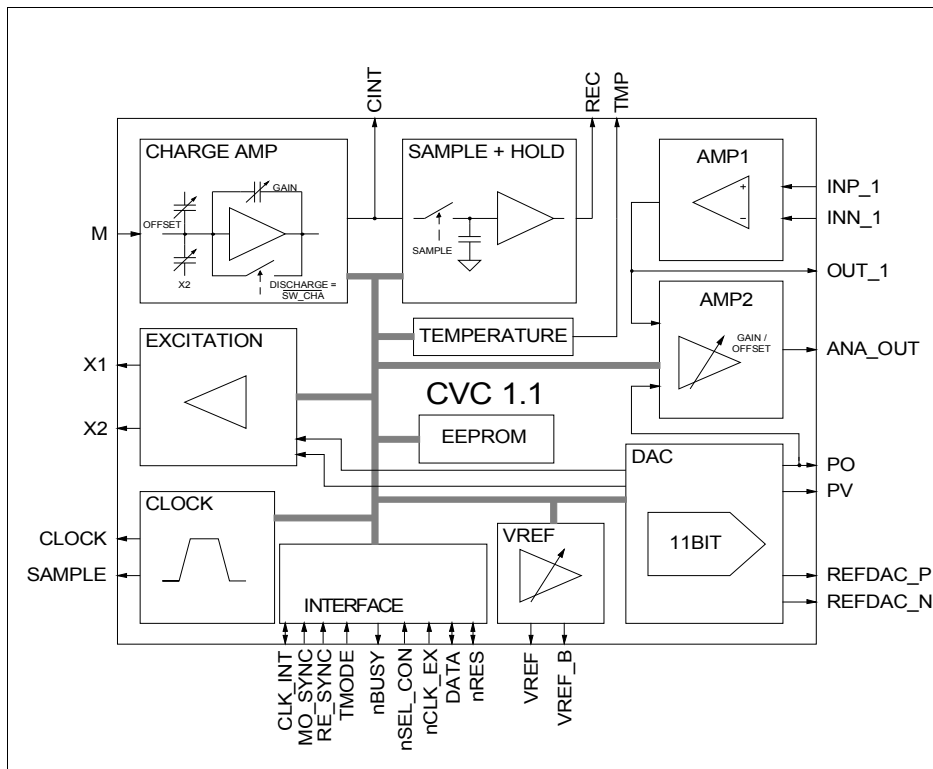 CINT
REC
TMP
CHARGE AMP
GAIN
OFFSET
X2
DISCHARGE =
SW_CHA
M
SAMPLE + HOLD
SAMPLE
AMP1
+
–
INP_1
INN_1
OUT_1
AMP2
GAIN /
OFFSET
ANA_OUT
TEMPERATURE
EXCITATION
X1
X2
CVC 1.1
EEPROM
DAC
11BIT
PO
PV
REFDAC_P
REFDAC_N
CLOCK
CLOCK
SAMPLE
INTERFACE
VREF
CLK_INT
MO_SYNC
RE_SYNC
TMODE
nBUSY
nSEL_CON
nCLK_EX
DATA
nRES
VREF
VREF_B